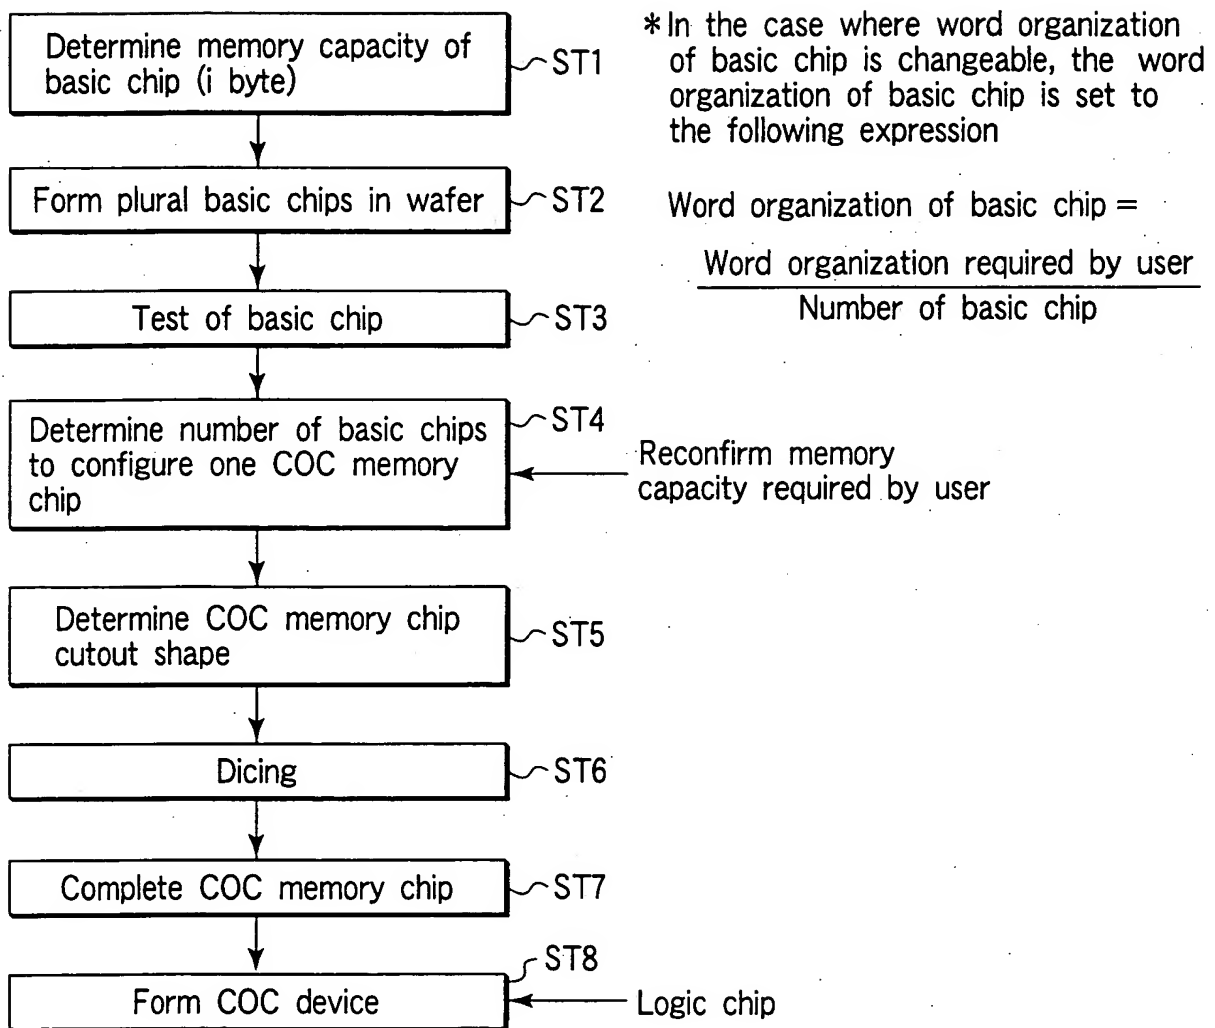 Determine memory capacity of
basic chip (i byte)
ST1
Form plural basic chips in wafer
ST2
Test of basic chip
ST3
Determine number of basic chips
to configure one COC memory
chip
ST4
Reconfirm memory
capacity required by user
Determine COC memory chip
cutout shape
ST5
Dicing
ST6
Complete COC memory chip
ST7
Form COC device
ST8
Logic chip
*In the case where word organization
of basic chip is changeable, the word
organization of basic chip is set to
the following expression
Word organization of basic chip =
Word organization required by user
Number of basic chip